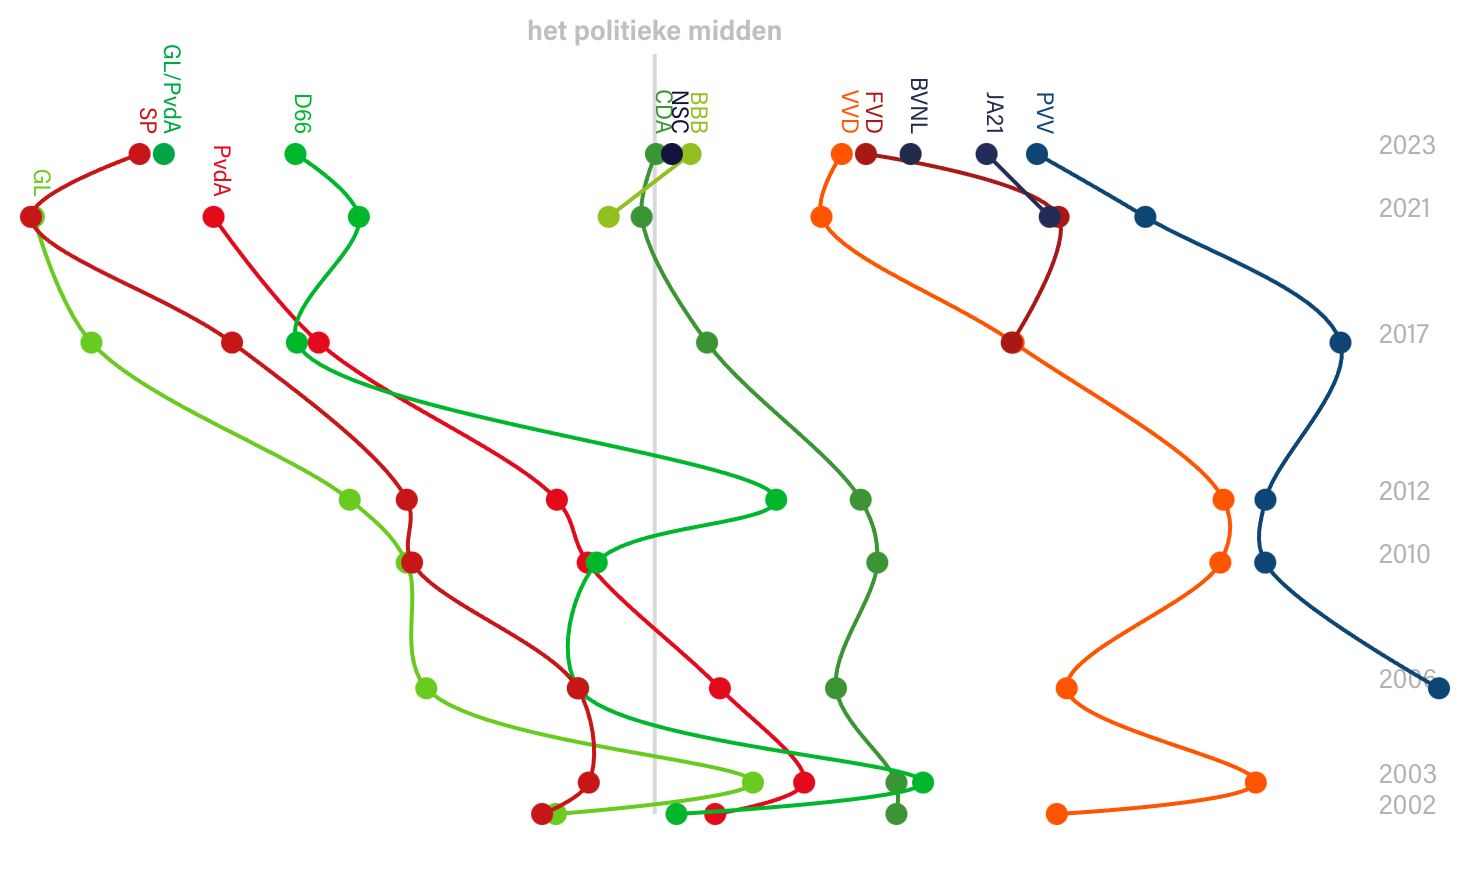 het politieke midden
GL
SP
GL/PvdA
PvdA
D66
CDA
NSC
BBB
VVD
FVD
BVNL
JA21
PVV
2023
2021
2017
2012
2010
2006
2003
2002